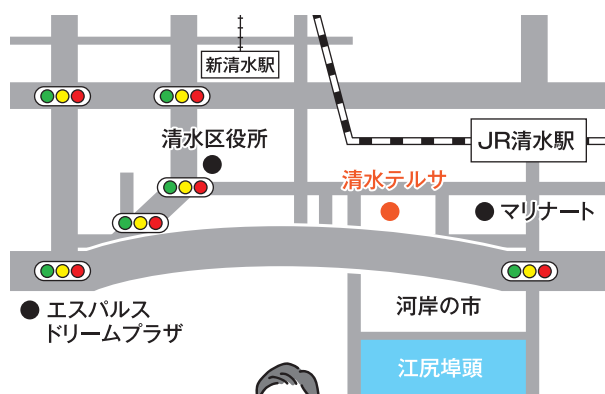 新清水駅
清水区役所
JR清水駅
清水テルサ
マリナート
エスパルス
ドリームプラザ
河岸の市
江尻埠頭